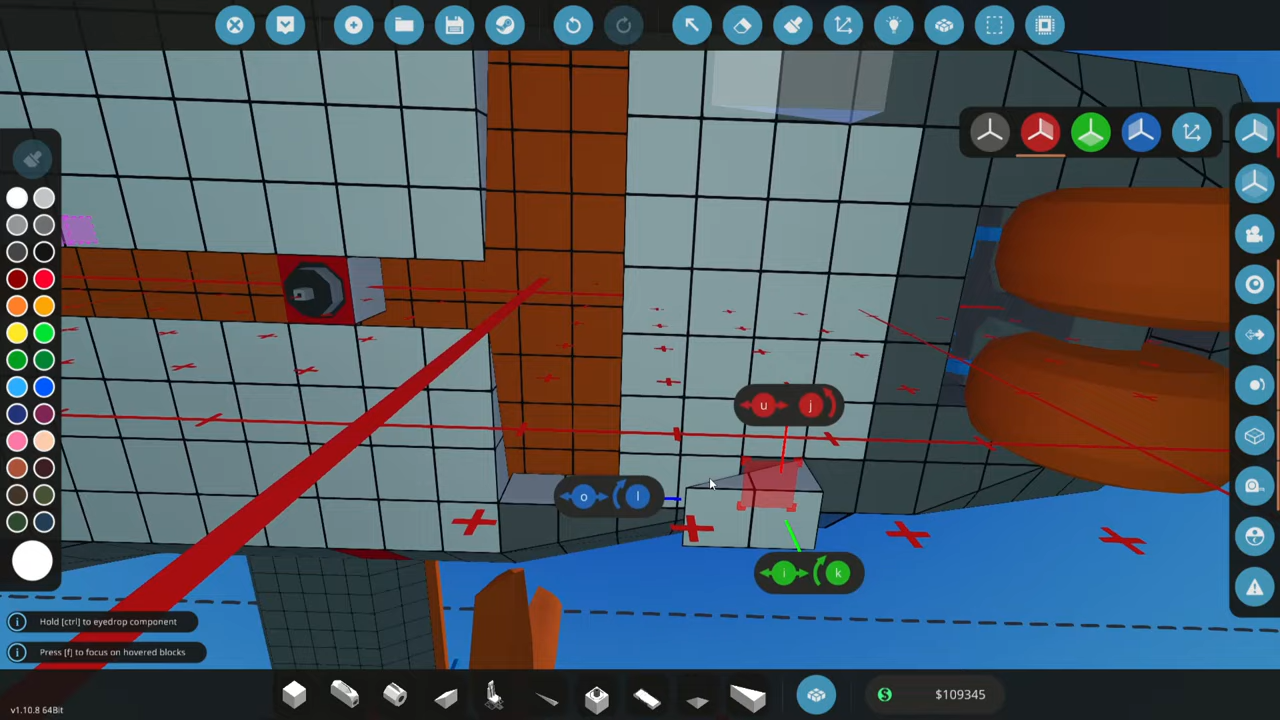 u j
o l
i k
Hold [ctrl] to eyedrop component
Press [f] to focus on hovered blocks
$ $109345
v1.10.8 64Bit